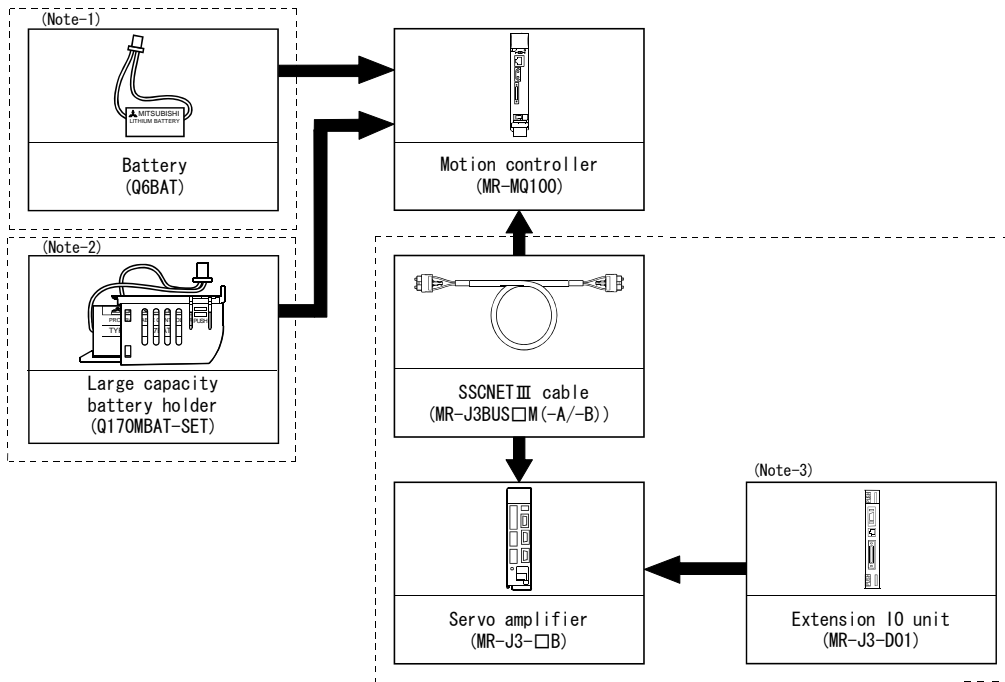 (Note-1)
MITSUBISHI
LITHIUM BATTERY
Battery
(Q6BAT)
Motion controller
(MR-MQ100)
(Note-2)
PUSH
Large capacity
battery holder
(Q170MBAT-SET)
SSCNETⅢ cable
(MR-J3BUS□M(-A/-B))
Servo amplifier
(MR-J3-□B)
(Note-3)
Extension IO unit
(MR-J3-D01)